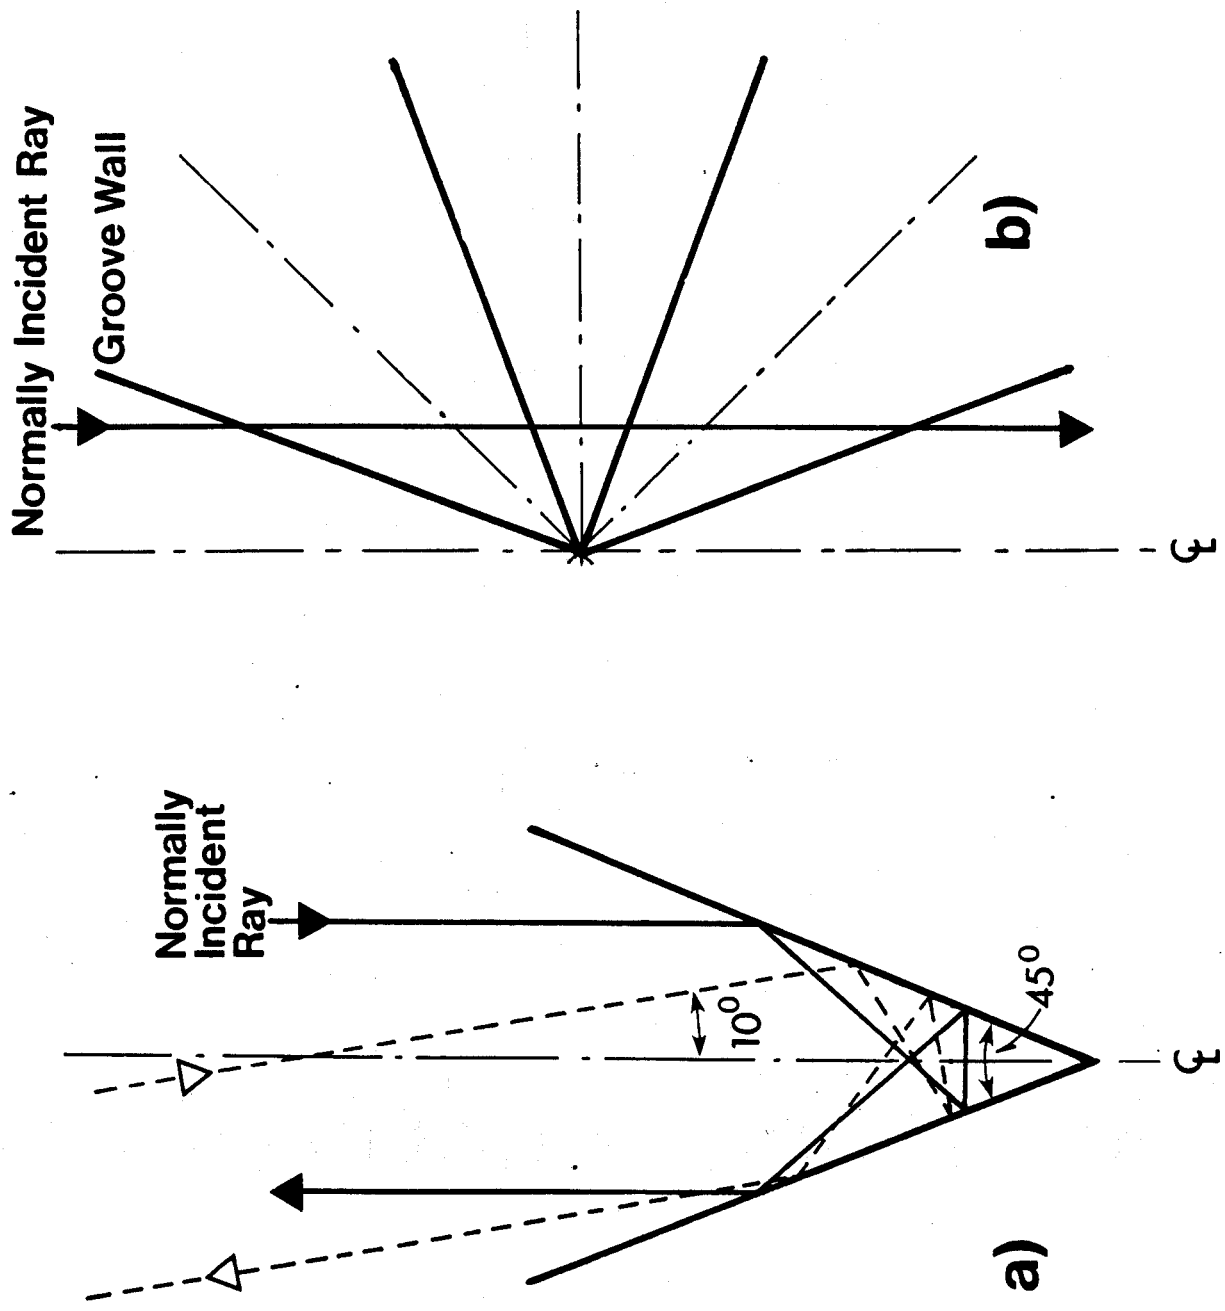 Normally
Incident
Ray
10°
45°
℄
a)
Normally Incident Ray
Groove Wall
℄
b)